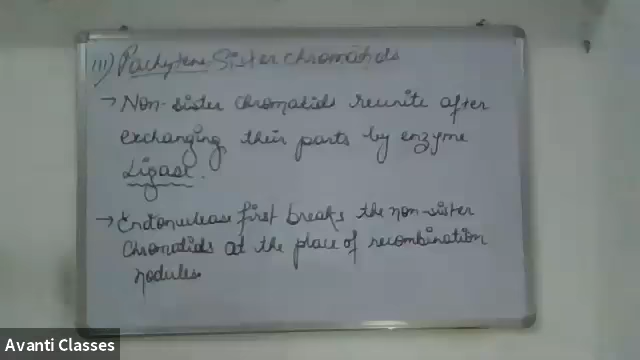 III) Pachytene Sister chromatids
→ Non-sister chromatids reunite after
exchanging their parts by enzyme
Ligase.
→ Endonuclease first breaks the non-sister
chromatids at the place of recombination
nodules
Avanti Classes